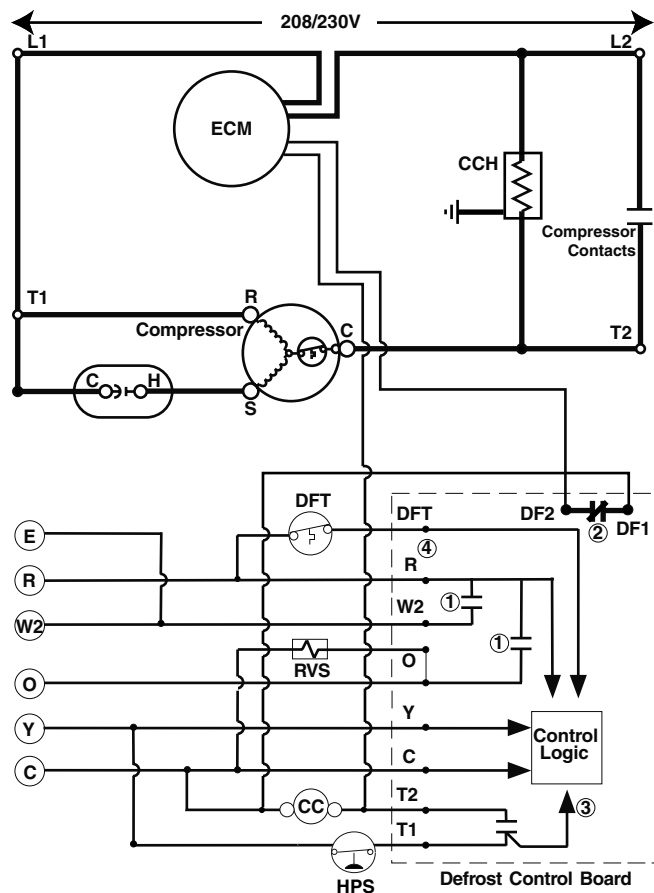 208/230V
L1
L2
ECM
CCH
Compressor
Contacts
T1
R
Compressor
C
T2
C H
S
DFT
DFT
DF2
②
DF1
E
④
R
R
W2
①
W2
①
O
RVS
O
Y
Y
Control
Logic
C
C
CC
T2
③
T1
HPS
Defrost Control Board